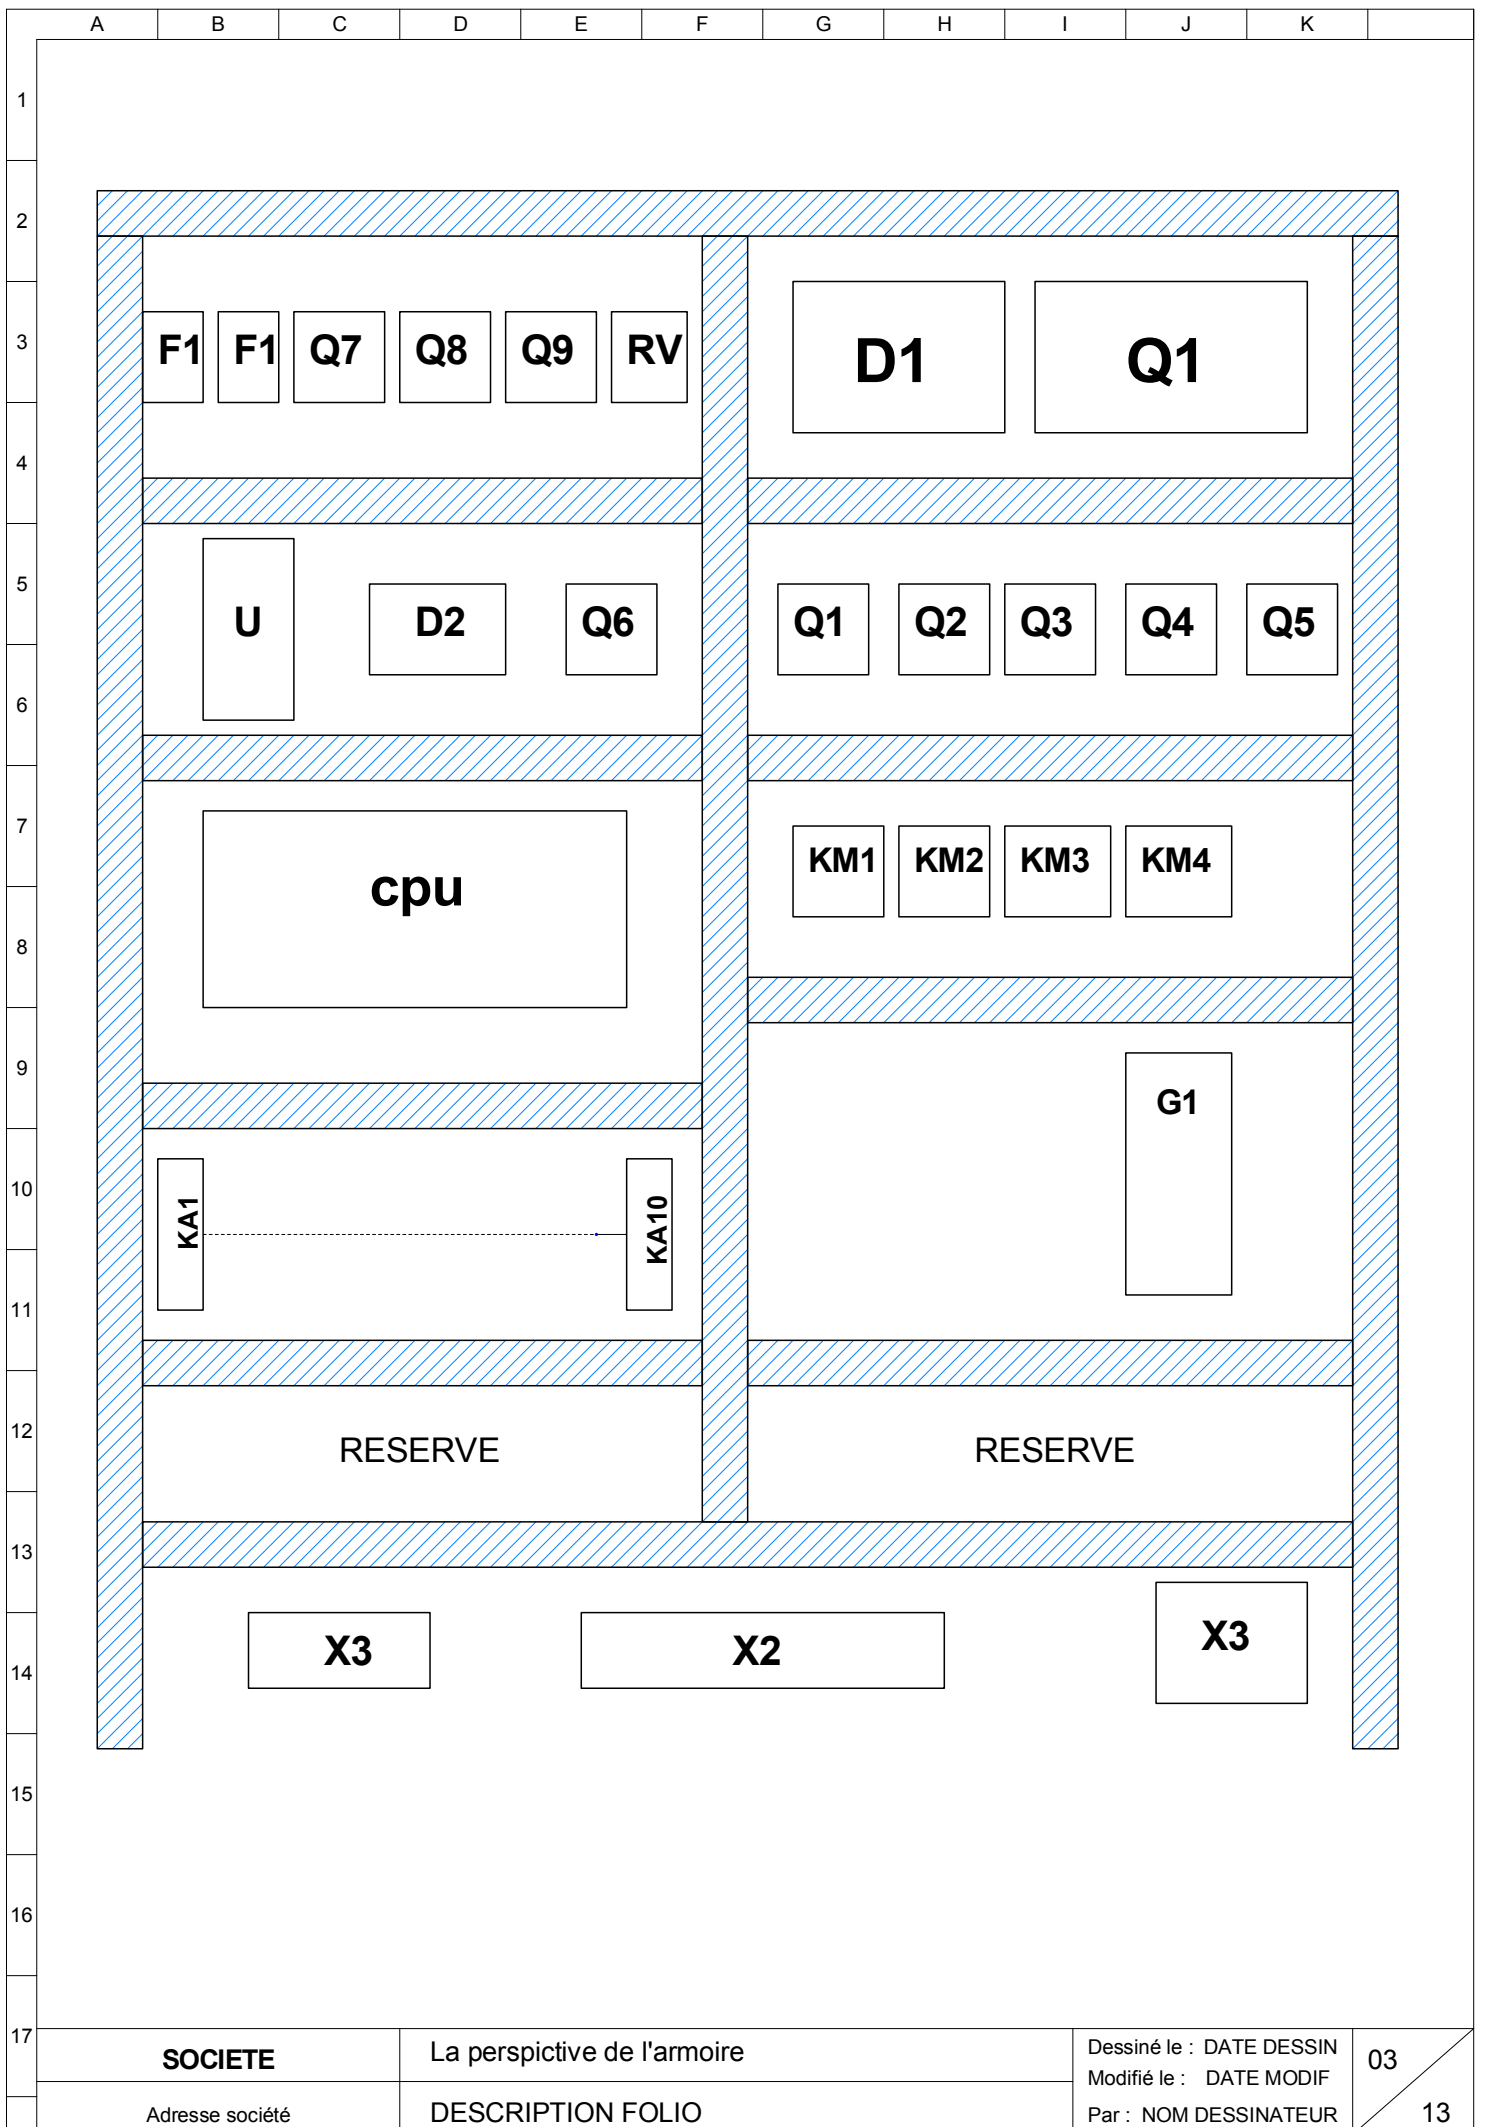 A B C D E F G H I J K
1
2
3
F1 F1 Q7 Q8 Q9 RV D1 Q1
4
5
U D2 Q6 Q1 Q2 Q3 Q4 Q5
6
7
cpu KM1 KM2 KM3 KM4
8
9
G1
10
KA1 KA10
11
12
RESERVE RESERVE
13
14
X3 X2 X3
15
16
17
SOCIETE
Adresse société
La perspictive de l'armoire
DESCRIPTION FOLIO
Dessiné le : DATE DESSIN
Modifié le : DATE MODIF
Par : NOM DESSINATEUR
03
13